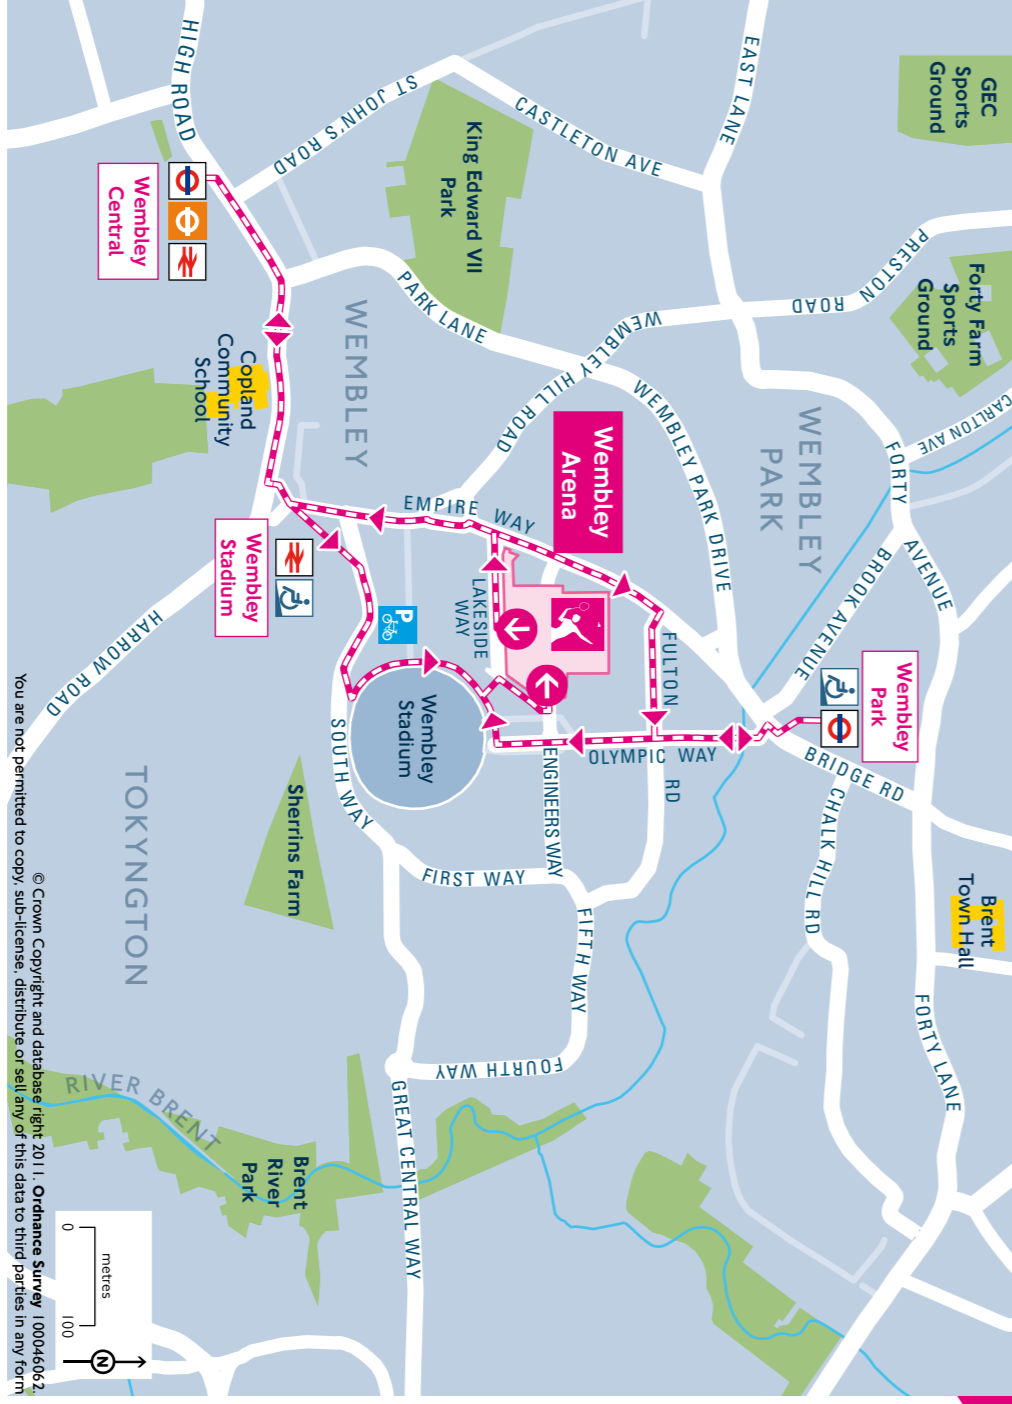 GEC
Sports
Ground
Forty Farm
Sports
Ground
CARLTON AVE
PRESTON
ROAD
EAST LANE
CASTLETON AVE
ST JOHN'S ROAD
HIGH ROAD
King Edward VII
Park
PARK LANE
WEMBLEY HILL ROAD
WEMBLEY PARK DRIVE
WEMBLEY
PARK
FORTY
AVENUE
BROOK AVENUE
Wembley
Central
WEMBLEY
Copland
Community
School
Wembley
Arena
EMPIRE WAY
LAKESIDE
WAY
FULTON
RD
Wembley
Park
Wembley
Stadium
P
HARROW ROAD
Wembley
Stadium
SOUTH WAY
OLYMPIC WAY
ENGINEERS WAY
BRIDGE RD
CHALK HILL RD
Brent
Town Hall
FORTY LANE
Sherrins Farm
FIRST WAY
FIFTH WAY
FOURTH WAY
GREAT CENTRAL WAY
TOKYNGTON
RIVER BRENT
Brent
River
Park
metres
0 100
N
© Crown Copyright and database right 2011. Ordnance Survey 100046062.
You are not permitted to copy, sub-license, distribute or sell any of this data to third parties in any form